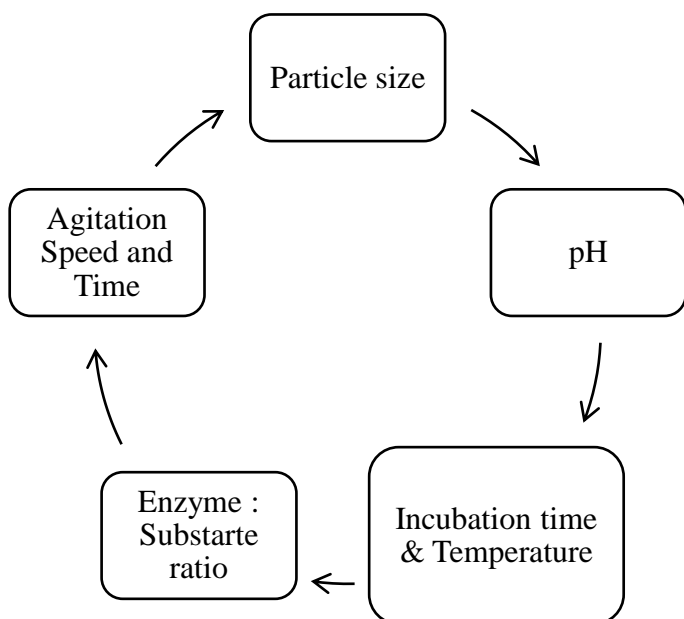 Particle size
pH
Incubation time
& Temperature
Enzyme :
Substarte
ratio
Agitation
Speed and
Time